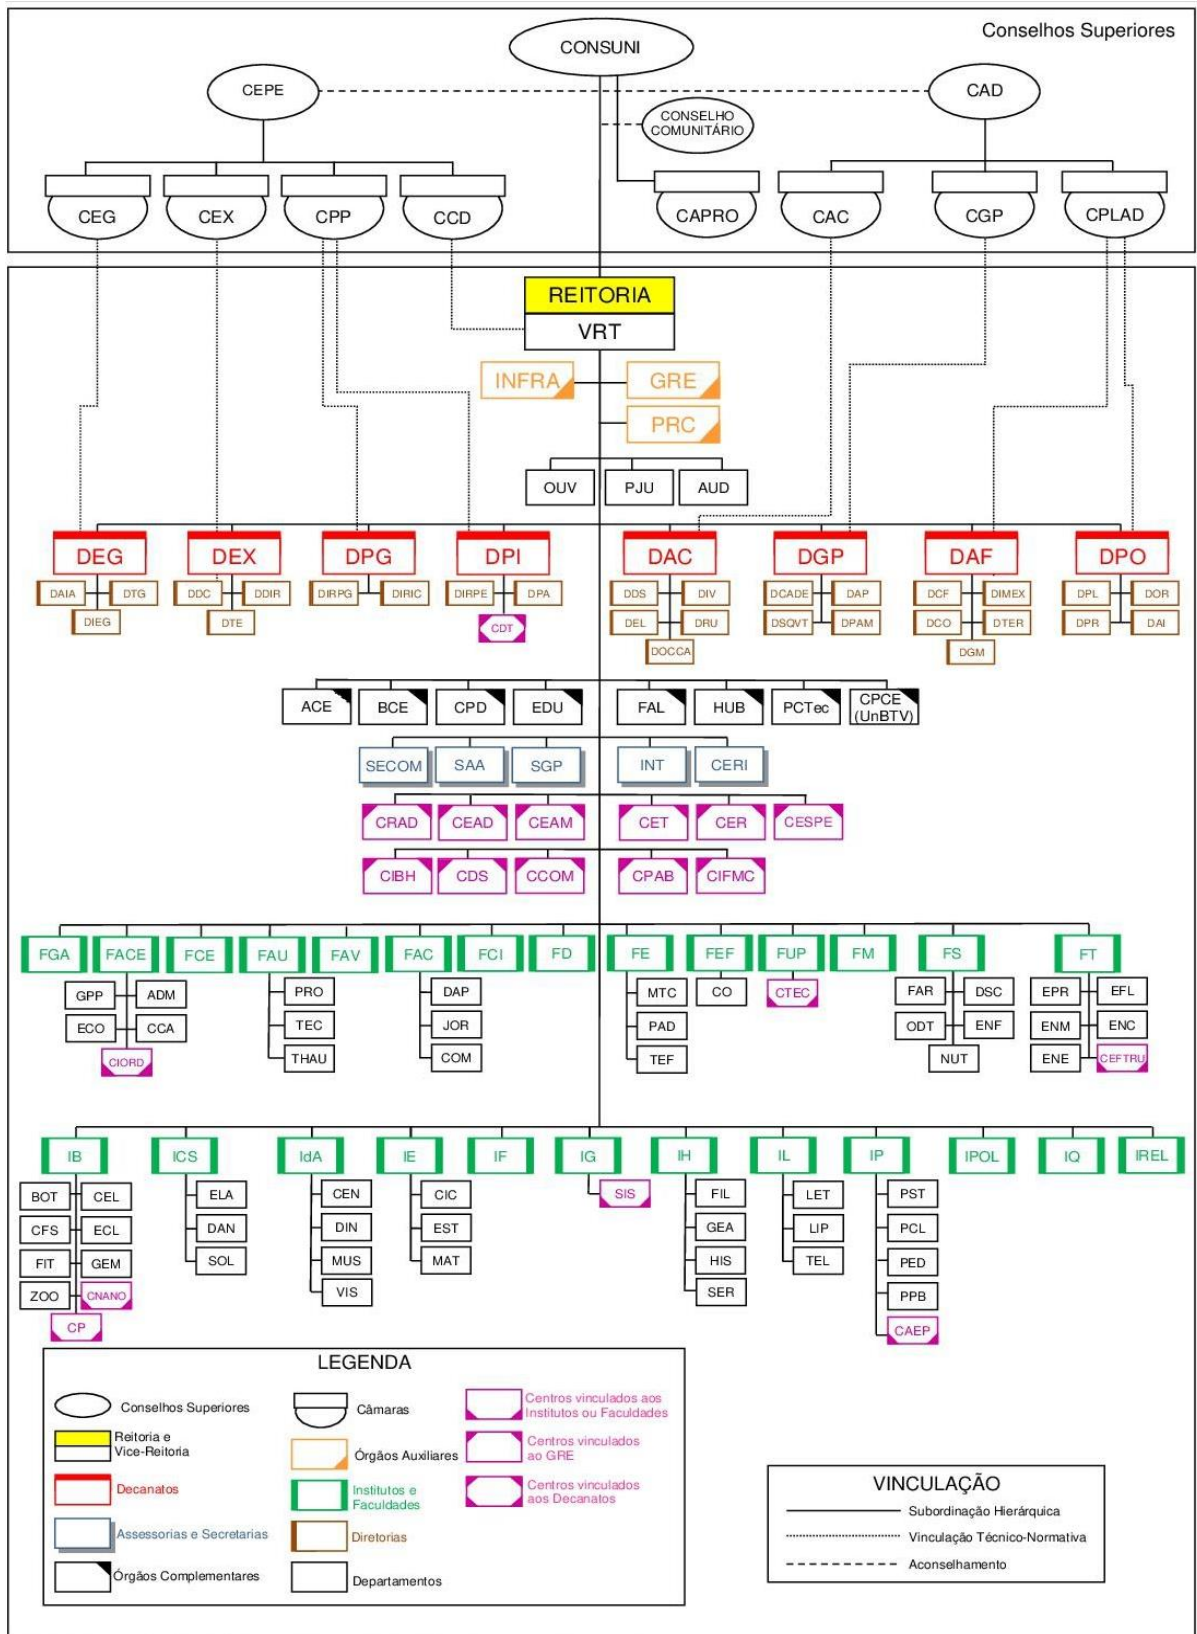 Conselhos Superiores
CONSUNI
CEPE
CAD
CONSELHO
COMUNITÁRIO
CEG
CEX
CPP
CCD
CAPRO
CAC
CGP
CPLAD
REITORIA
VRT
INFRA
GRE
PRC
OUV
PJU
AUD
DEG
DEX
DPG
DPI
DAC
DGP
DAF
DPO
DAIA
DTG
DDC
DDIR
DIRPG
DIRIC
DIRPE
DPA
DDS
DIV
DCADE
DAP
DCF
DIMEX
DPL
DOR
DIEG
DTE
CDT
DEL
DRU
DSQVT
DPAM
DCO
DTER
DPR
DAI
DOCCA
DGM
ACE
BCE
CPD
EDU
FAL
HUB
PCTec
CPCE
(UnBTV)
SECOM
SAA
SGP
INT
CERI
CRAD
CEAD
CEAM
CET
CER
CESPE
CIBH
CDS
CCOM
CPAB
CIFMC
FGA
FACE
FCE
FAU
FAV
FAC
FCI
FD
FE
FEF
FUP
FM
FS
FT
GPP
ADM
PRO
DAP
MTC
CO
CTEC
FAR
DSC
EPR
EFL
ECO
CCA
TEC
JOR
PAD
ODT
ENF
ENM
ENC
CIORD
THAU
COM
TEF
NUT
ENE
CEFTRU
IB
ICS
IdA
IE
IF
IG
IH
IL
IP
IPOL
IQ
IREL
BOT
CEL
ELA
CEN
CIC
SIS
FIL
LET
PST
CFS
ECL
DAN
DIN
EST
GEA
LIP
PCL
FIT
GEM
SOL
MUS
MAT
HIS
TEL
PED
ZOO
CNANO
VIS
SER
PPB
CP
CAEP
LEGENDA
Conselhos Superiores
Câmaras
Centros vinculados aos
Institutos ou Faculdades
Reitoria e
Vice-Reitoria
Órgãos Auxiliares
Centros vinculados
ao GRE
Decanatos
Institutos e
Faculdades
Centros vinculados
aos Decanatos
Assessorias e Secretarias
Diretorias
Órgãos Complementares
Departamentos
VINCULAÇÃO
Subordinação Hierárquica
Vinculação Técnico-Normativa
Aconselhamento